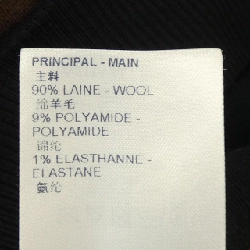 PRINCIPAL - MAIN
主料
90% LAINE - WOOL
绵羊毛
9% POLYAMIDE -
POLYAMIDE
锦纶
1% ELASTHANNE -
ELASTANE
氨纶